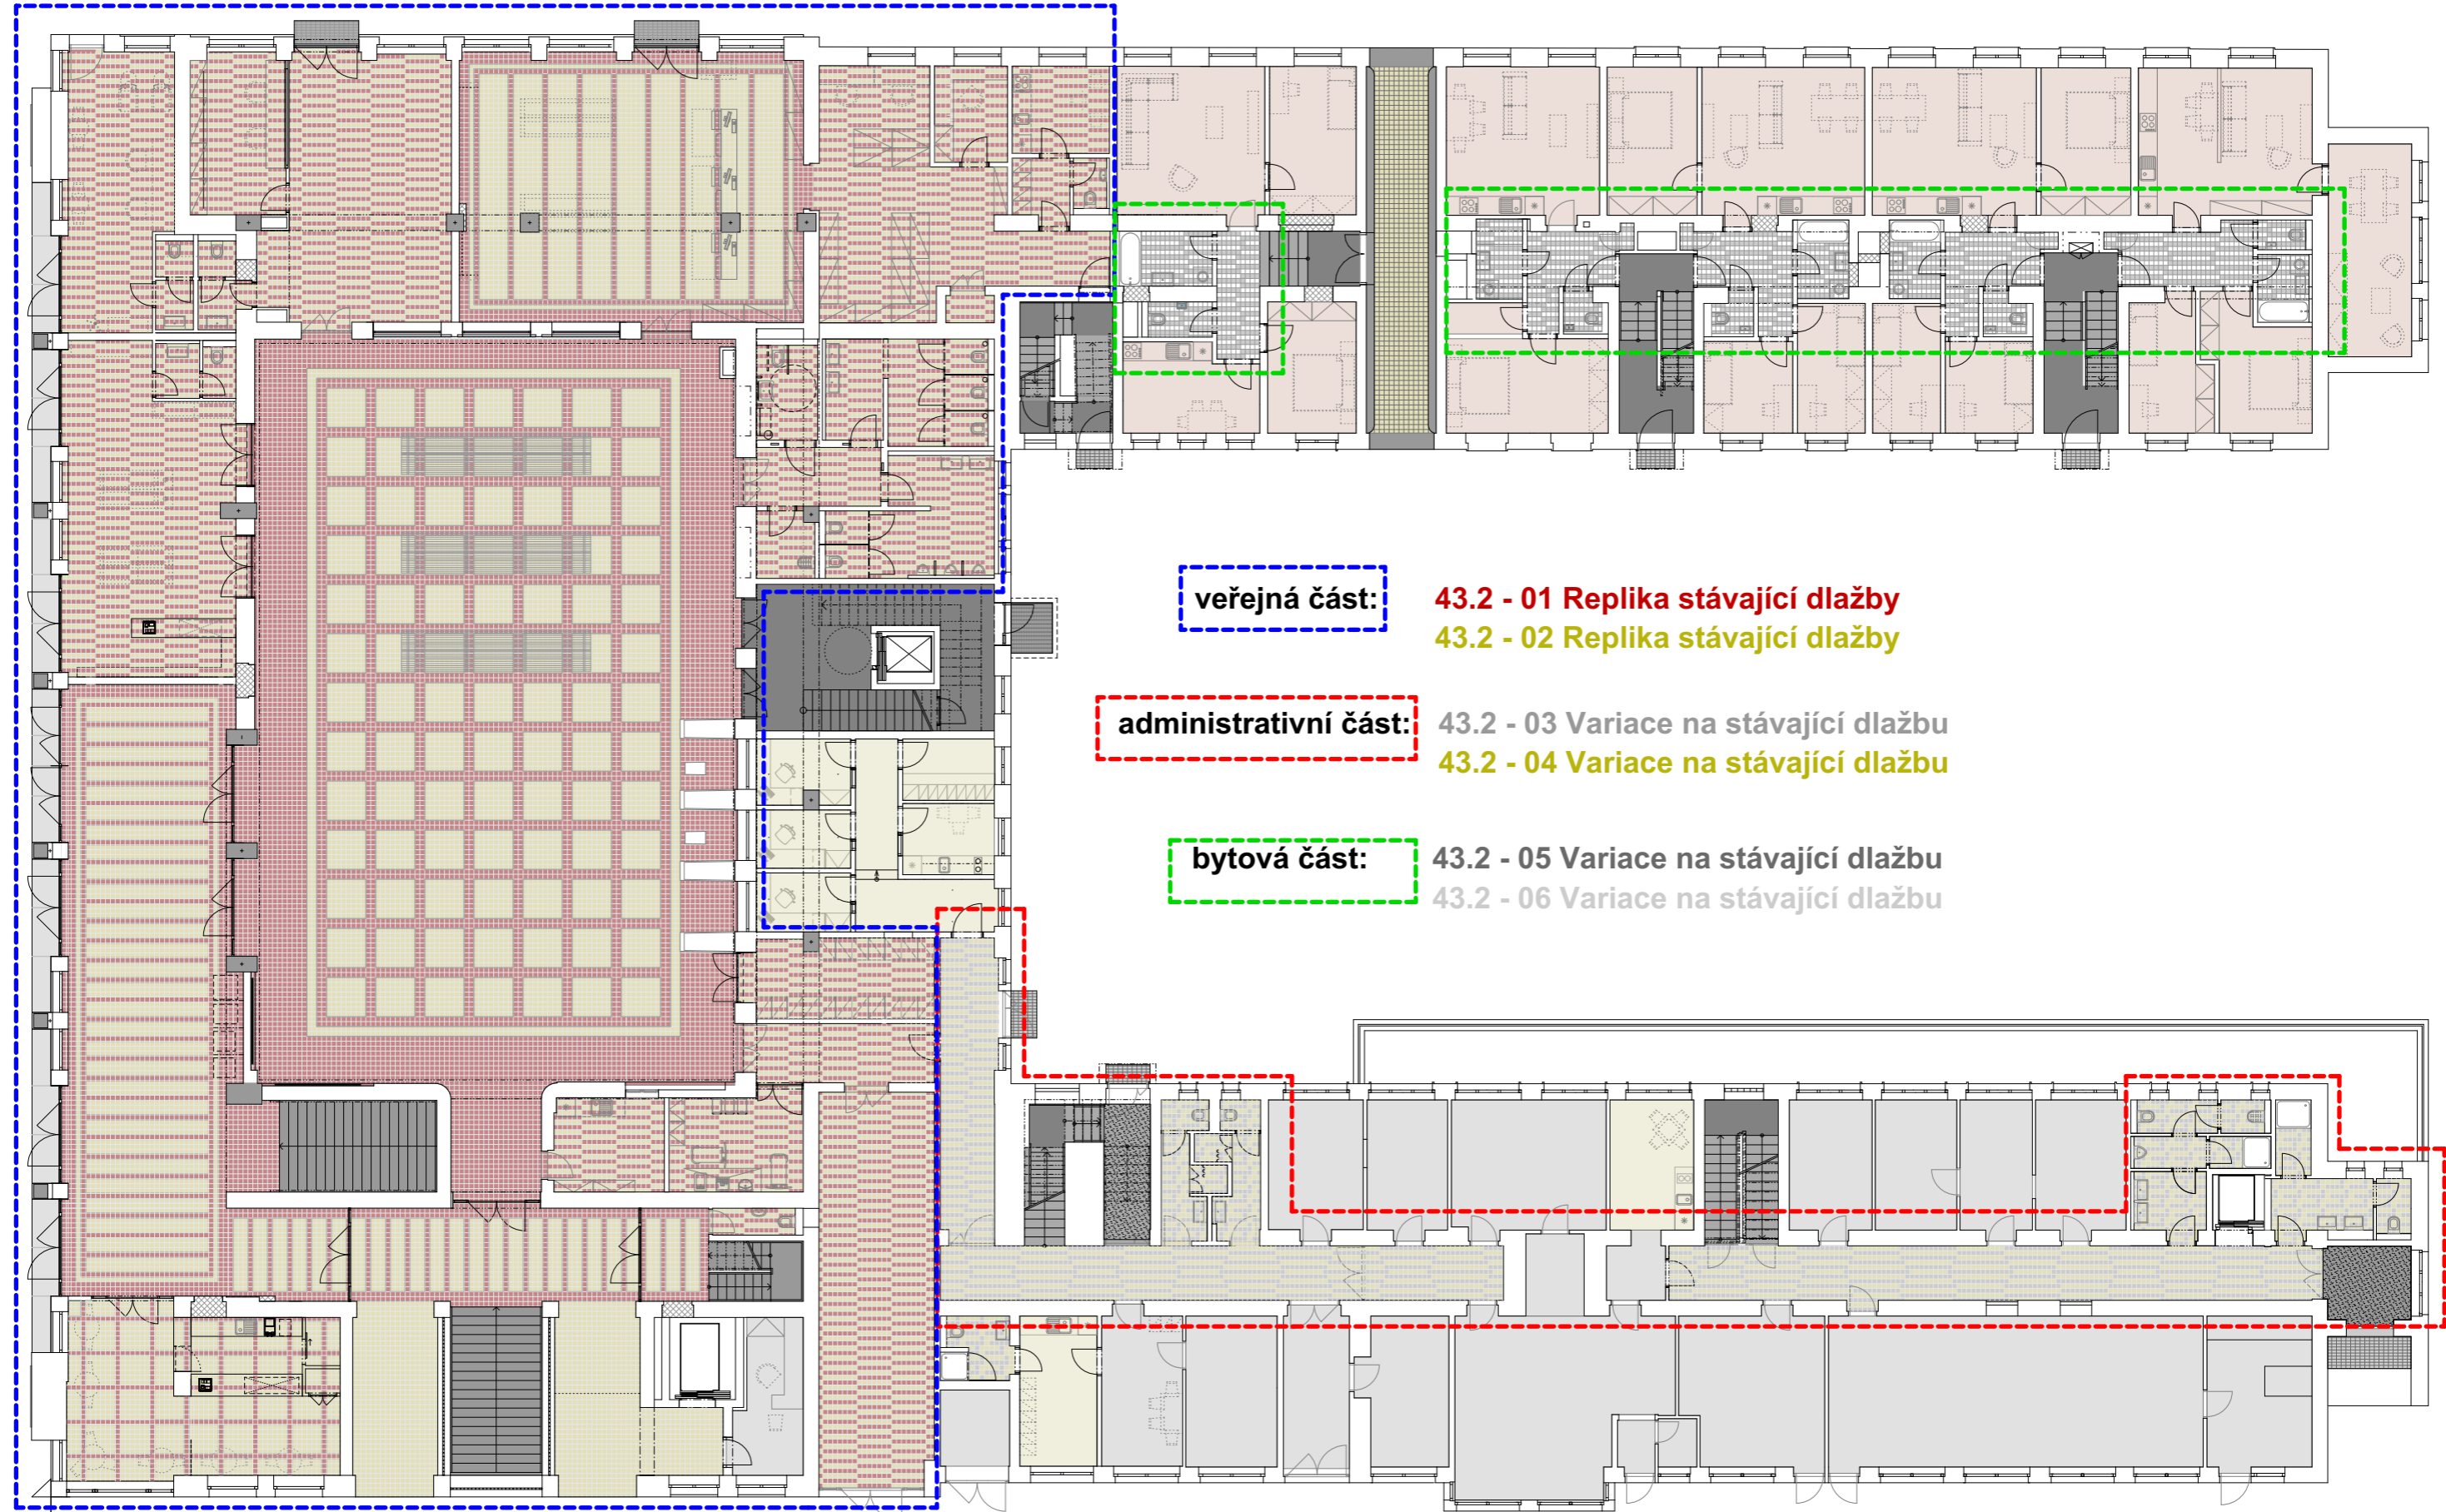 veřejná část: 43.2 - 01 Replika stávající dlažby
43.2 - 02 Replika stávající dlažby
administrativní část: 43.2 - 03 Variace na stávající dlažbu
43.2 - 04 Variace na stávající dlažbu
bytová část: 43.2 - 05 Variace na stávající dlažbu
43.2 - 06 Variace na stávající dlažbu